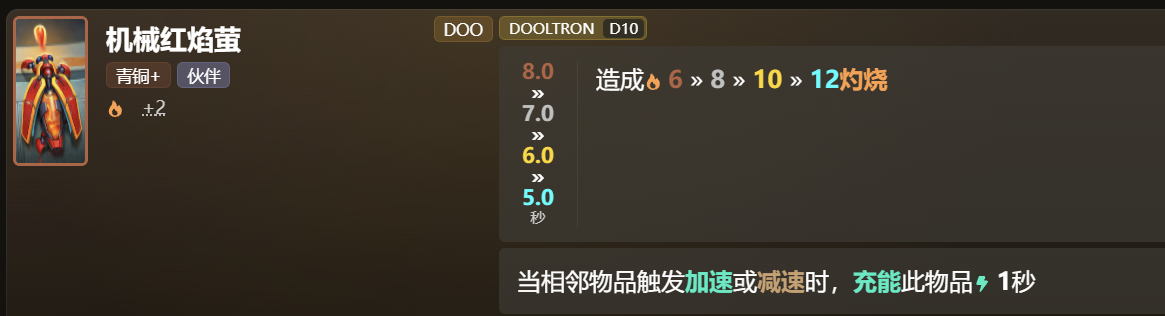 机械红焰萤
青铜+ 伙伴
+2
DOO
DOOLTRON D10
8.0
»
7.0
»
6.0
»
5.0
秒
造成 6 » 8 » 10 » 12灼烧
当相邻物品触发加速或减速时，充能此物品 1秒